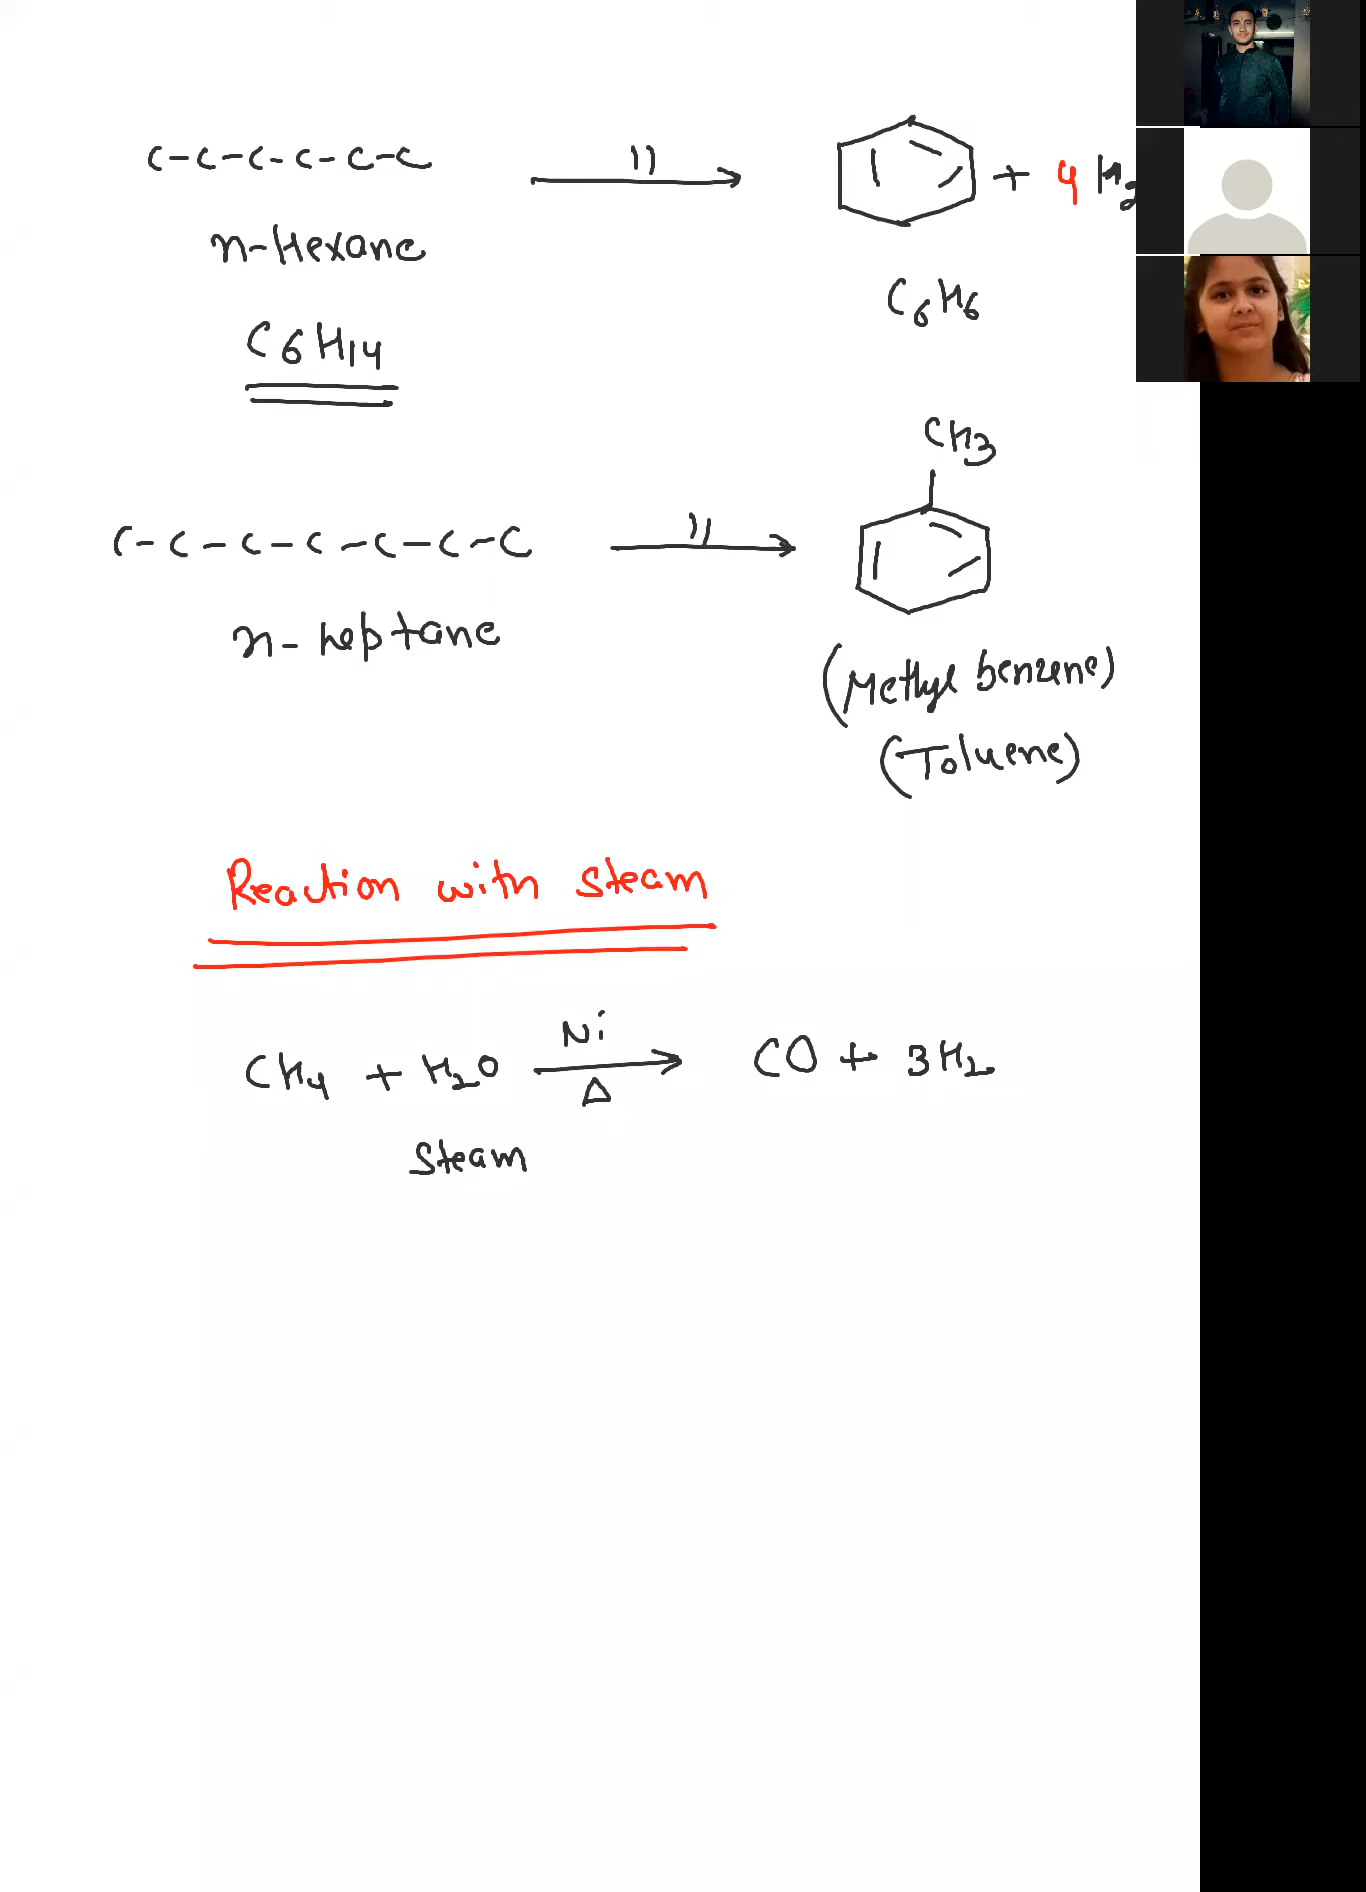 C-C-C-C-C-C → + 4 H2
n-Hexane
C6H6
C6H14
CH3
C-C-C-C-C-C-C →
n-heptane
(Methyl benzene)
(Toluene)
Reaction with steam
Ni
CH4 + H2O → CO + 3H2
Δ
Steam